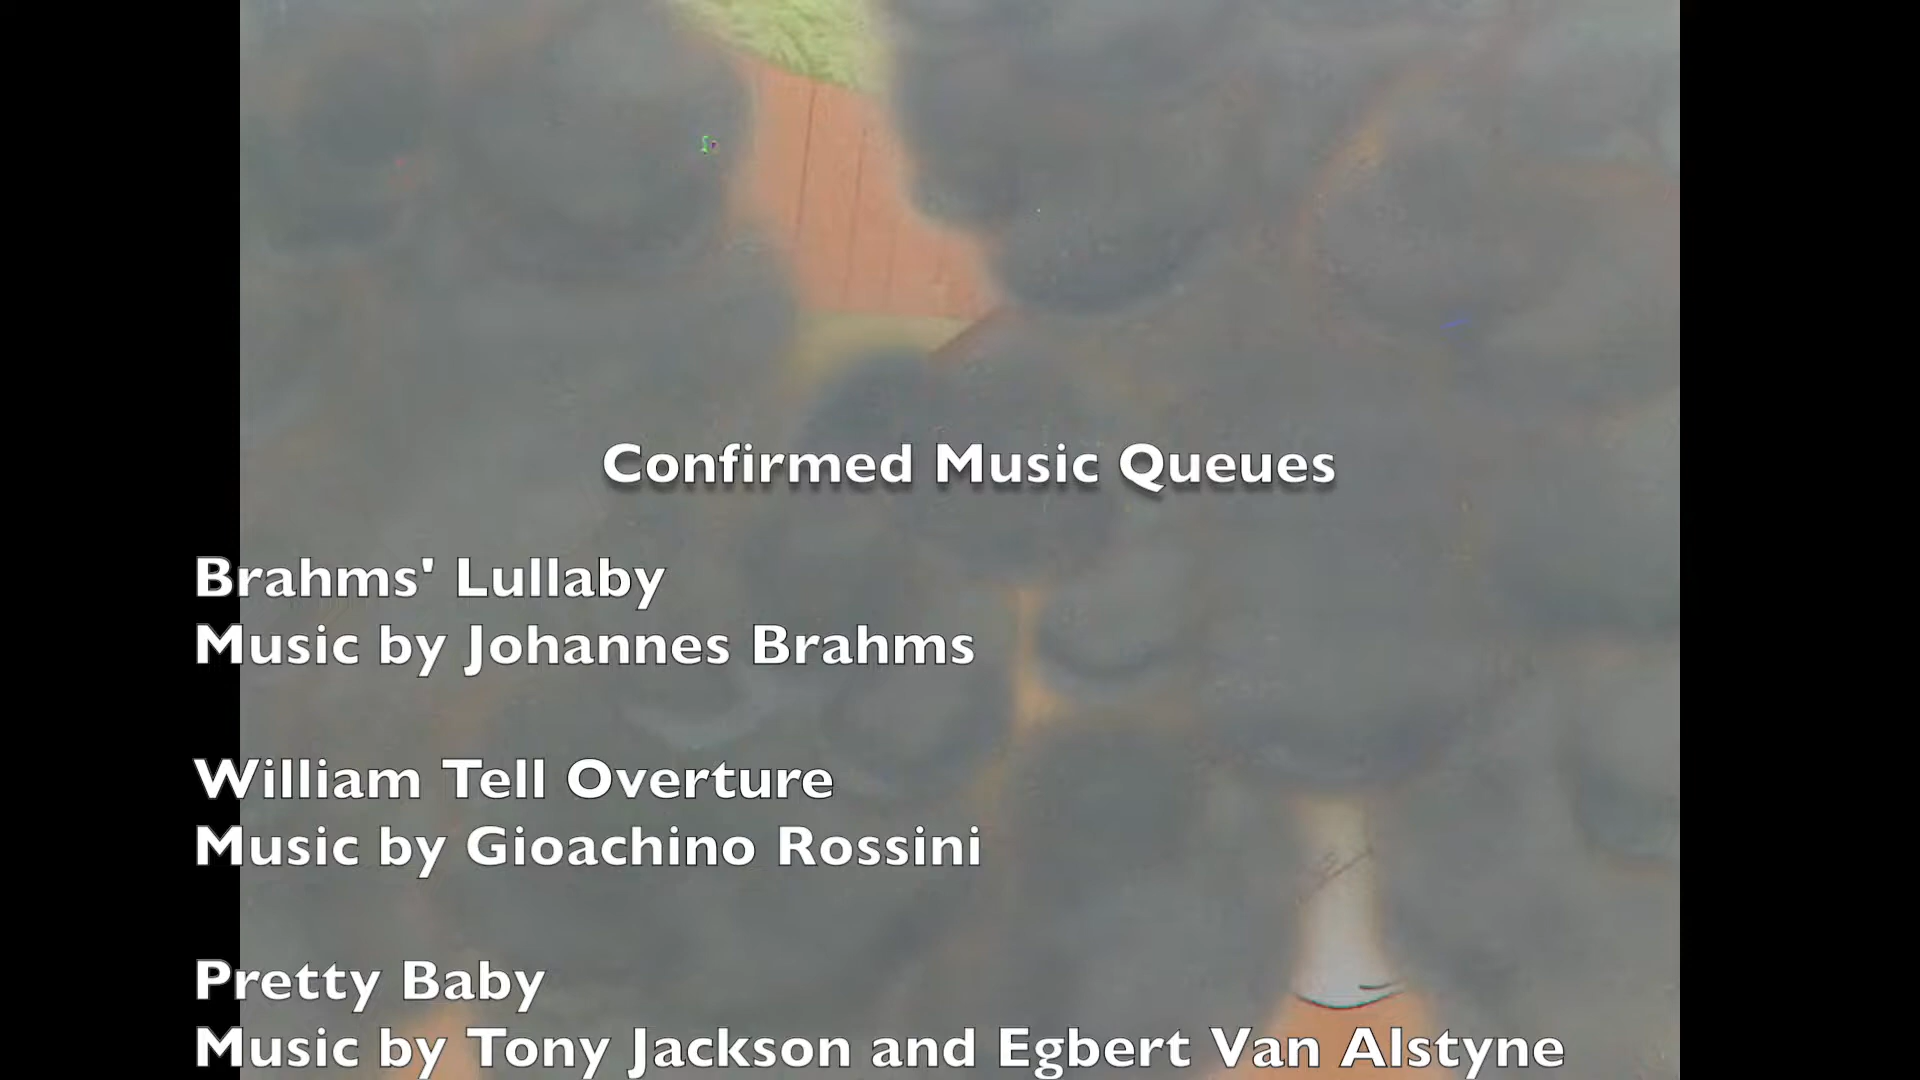 Confirmed Music Queues
Brahms' Lullaby
Music by Johannes Brahms
William Tell Overture
Music by Gioachino Rossini
Pretty Baby
Music by Tony Jackson and Egbert Van Alstyne